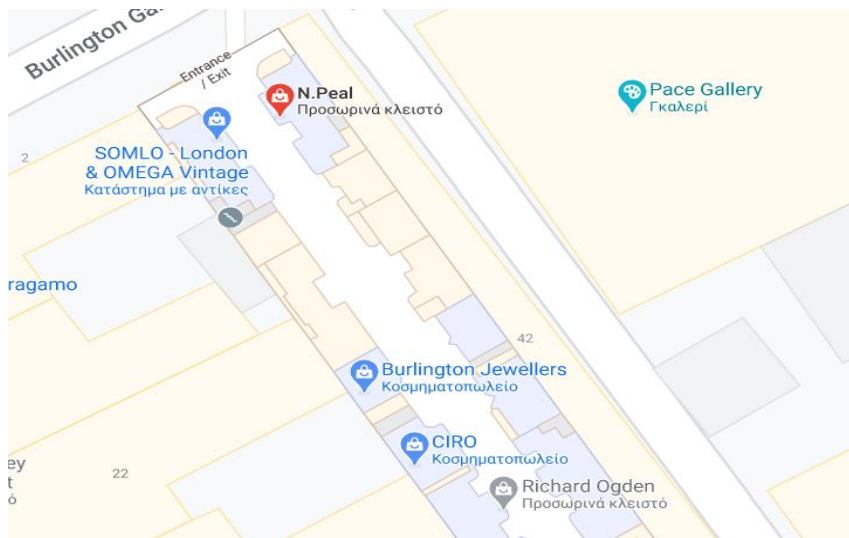 Burlington Ga
Entrance
/ Exit
N.Peal
Προσωρινά κλειστό
Pace Gallery
Γκαλερί
2
SOMLO - London
& OMEGA Vintage
Κατάστημα με αντίκες
ragamo
42
Burlington Jewellers
Κοσμηματοπωλείο
CIRO
Κοσμηματοπωλείο
ey
t
ό
22
Richard Ogden
Προσωρινά κλειστό